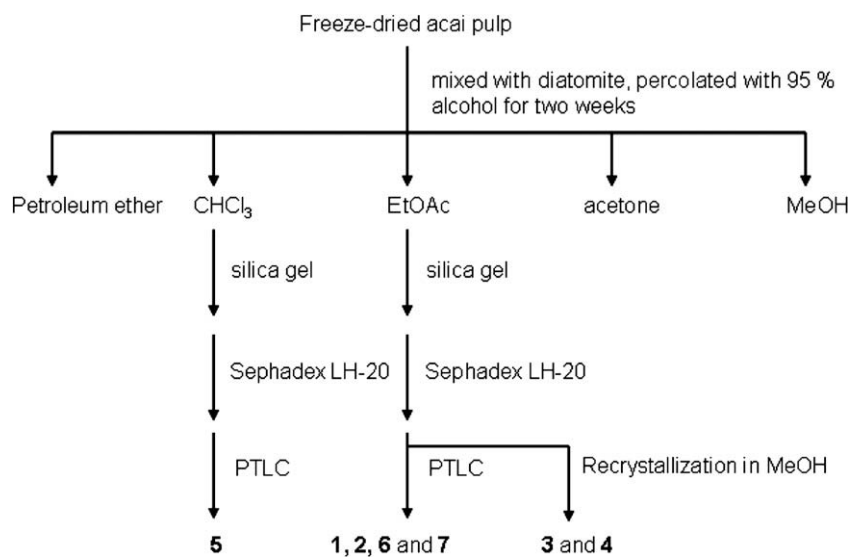 Freeze-dried acai pulp
mixed with diatomite, percolated with 95 %
alcohol for two weeks
Petroleum ether CHCl3 EtOAc acetone MeOH
silica gel silica gel
Sephadex LH-20 Sephadex LH-20
PTLC PTLC Recrystallization in MeOH
5 1, 2, 6 and 7 3 and 4